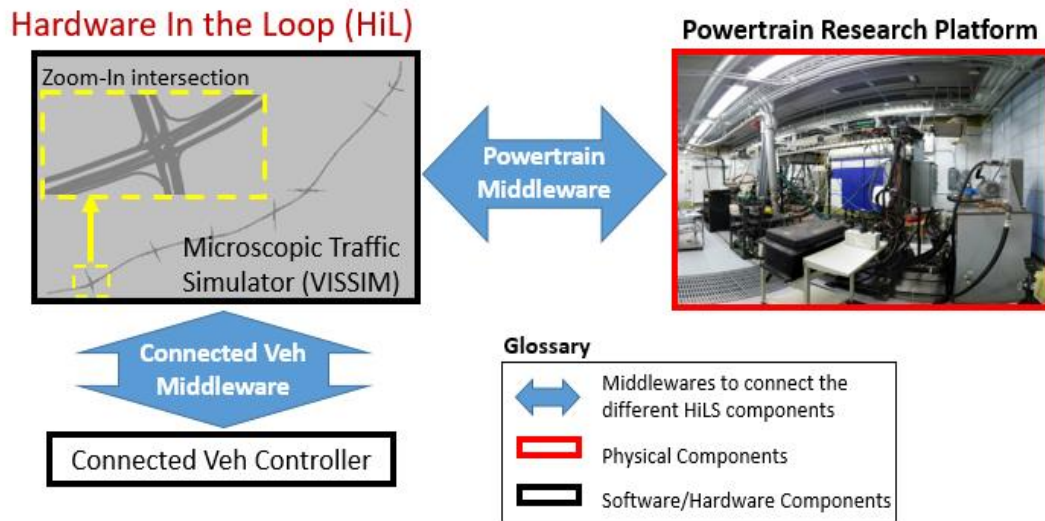 Hardware In the Loop (HiL)
Powertrain Research Platform
Zoom-In intersection
Microscopic Traffic
Simulator (VISSIM)
Powertrain
Middleware
Connected Veh
Middleware
Connected Veh Controller
Glossary
Middlewares to connect the
different HiLS components
Physical Components
Software/Hardware Components